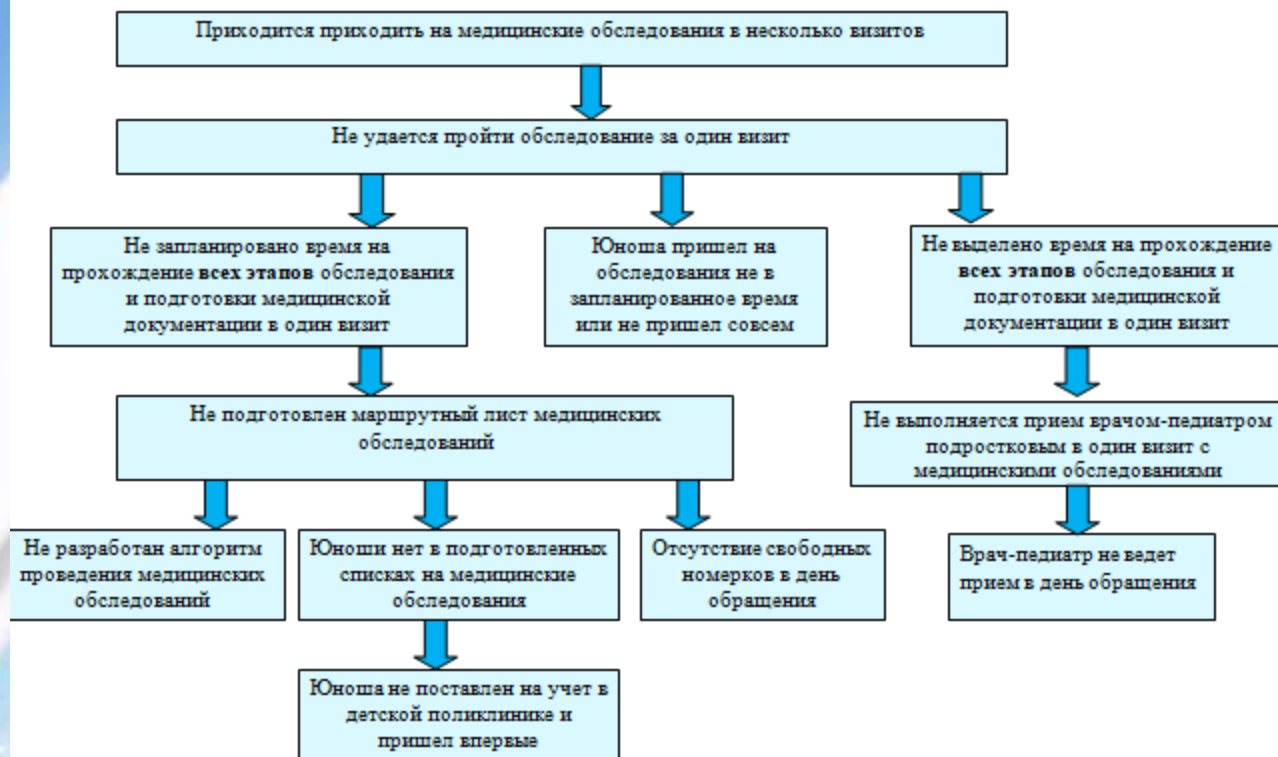 Приходится приходить на медицинские обследования в несколько визитов
Не удается пройти обследование за один визит
Не запланировано время на
прохождение всех этапов обследования
и подготовки медицинской
документации в один визит
Юноша пришел на
обследования не в
запланированное время
или не пришел совсем
Не выделено время на прохождение
всех этапов обследования и
подготовки медицинской
документации в один визит
Не подготовлен маршрутный лист медицинских
обследований
Не выполняется прием врачом-педиатром
подростковым в один визит с
медицинскими обследованиями
Не разработан алгоритм
проведения медицинских
обследований
Юноши нет в подготовленных
списках на медицинские
обследования
Отсутствие свободных
номерков в день
обращения
Врач-педиатр не ведет
прием в день обращения
Юноша не поставлен на учет в
детской поликлинике и
пришел впервые